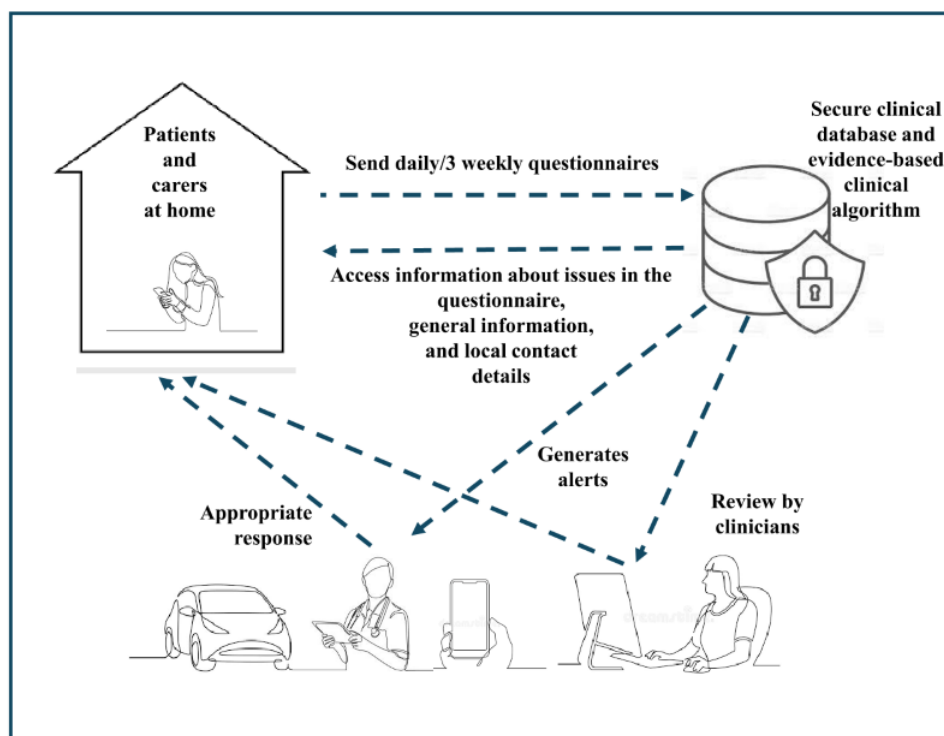 Patients
and
carers
at home
Send daily/3 weekly questionnaires
Secure clinical
database and
evidence-based
clinical
algorithm
Access information about issues in the
questionnaire,
general information,
and local contact
details
Generates
alerts
Review by
clinicians
Appropriate
response